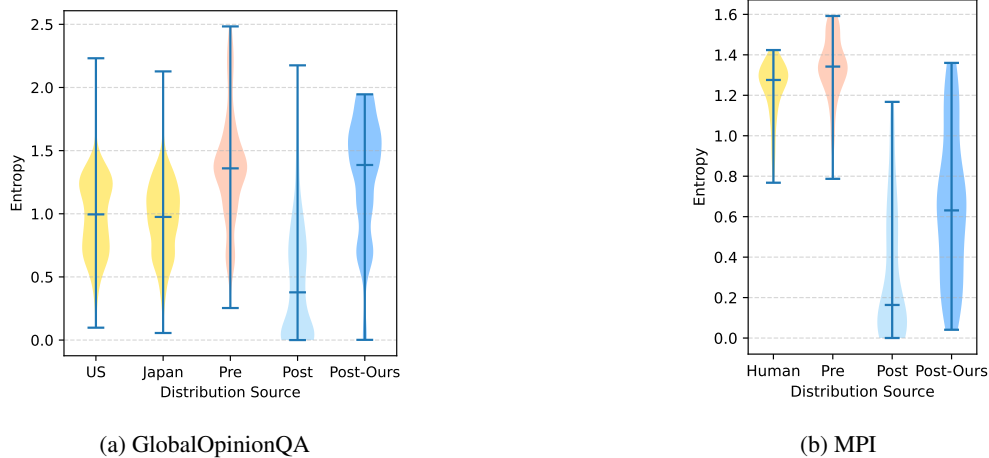 2.5
2.0
1.5
1.0
0.5
0.0
Entropy
US Japan Pre Post Post-Ours
Distribution Source
(a) GlobalOpinionQA
1.6
1.4
1.2
1.0
0.8
0.6
0.4
0.2
0.0
Entropy
Human Pre Post Post-Ours
Distribution Source
(b) MPI